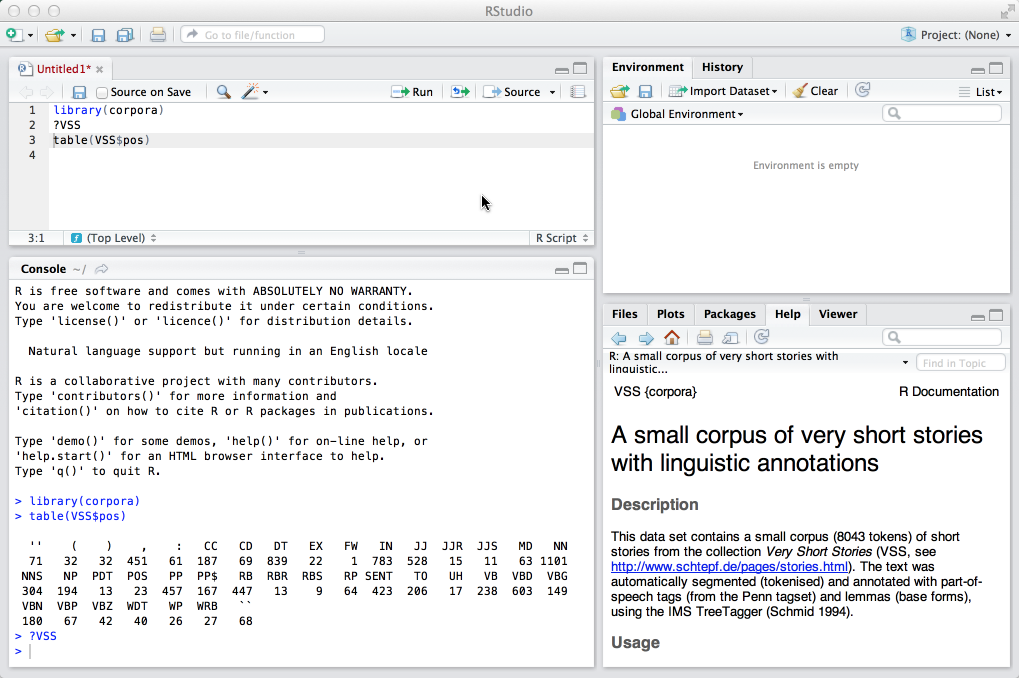 RStudio
Go to file/function
Project: (None)
Untitled1*
Source on Save
Run
Source
1 library(corpora)
2 ?VSS
3 table(VSS$pos)
4
3:1 (Top Level) R Script
Console ~/
R is free software and comes with ABSOLUTELY NO WARRANTY.
You are welcome to redistribute it under certain conditions.
Type 'license()' or 'licence()' for distribution details.
Natural language support but running in an English locale
R is a collaborative project with many contributors.
Type 'contributors()' for more information and
'citation()' on how to cite R or R packages in publications.
Type 'demo()' for some demos, 'help()' for on-line help, or
'help.start()' for an HTML browser interface to help.
Type 'q()' to quit R.
> library(corpora)
> table(VSS$pos)
'' ( ) , : CC CD DT EX FW IN JJ JJR JJS MD NN
71 32 32 451 61 187 69 839 22 1 783 528 15 11 63 1101
NNS NP PDT POS PP PP$ RB RBR RBS RP SENT TO UH VB VBD VBG
304 194 13 23 457 167 447 13 9 64 423 206 17 238 603 149
VBN VBP VBZ WDT WP WRB ``
180 67 42 40 26 27 68
> ?VSS
>
Environment History
Import Dataset Clear List
Global Environment
Environment is empty
Files Plots Packages Help Viewer
R: A small corpus of very short stories with
linguistic...
Find in Topic
VSS {corpora} R Documentation
A small corpus of very short stories
with linguistic annotations
Description
This data set contains a small corpus (8043 tokens) of short
stories from the collection Very Short Stories (VSS, see
http://www.schtepf.de/pages/stories.html). The text was
automatically segmented (tokenised) and annotated with part-of-
speech tags (from the Penn tagset) and lemmas (base forms),
using the IMS TreeTagger (Schmid 1994).
Usage